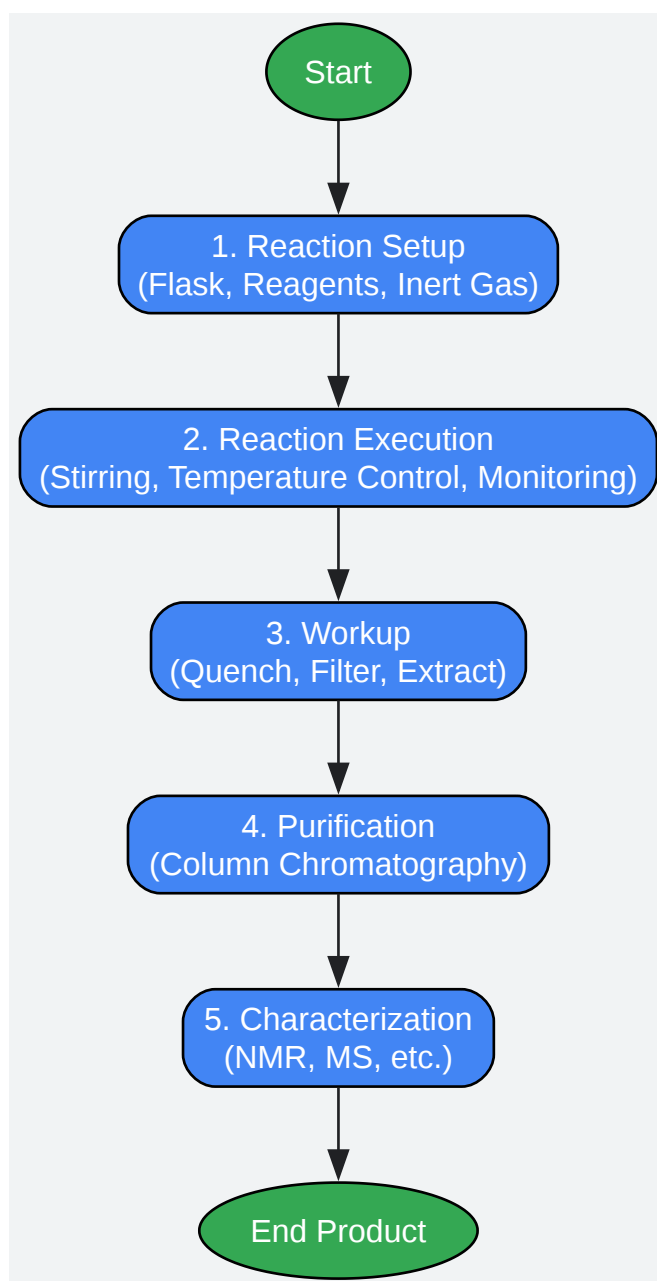 Start
1. Reaction Setup
(Flask, Reagents, Inert Gas)
2. Reaction Execution
(Stirring, Temperature Control, Monitoring)
3. Workup
(Quench, Filter, Extract)
4. Purification
(Column Chromatography)
5. Characterization
(NMR, MS, etc.)
End Product